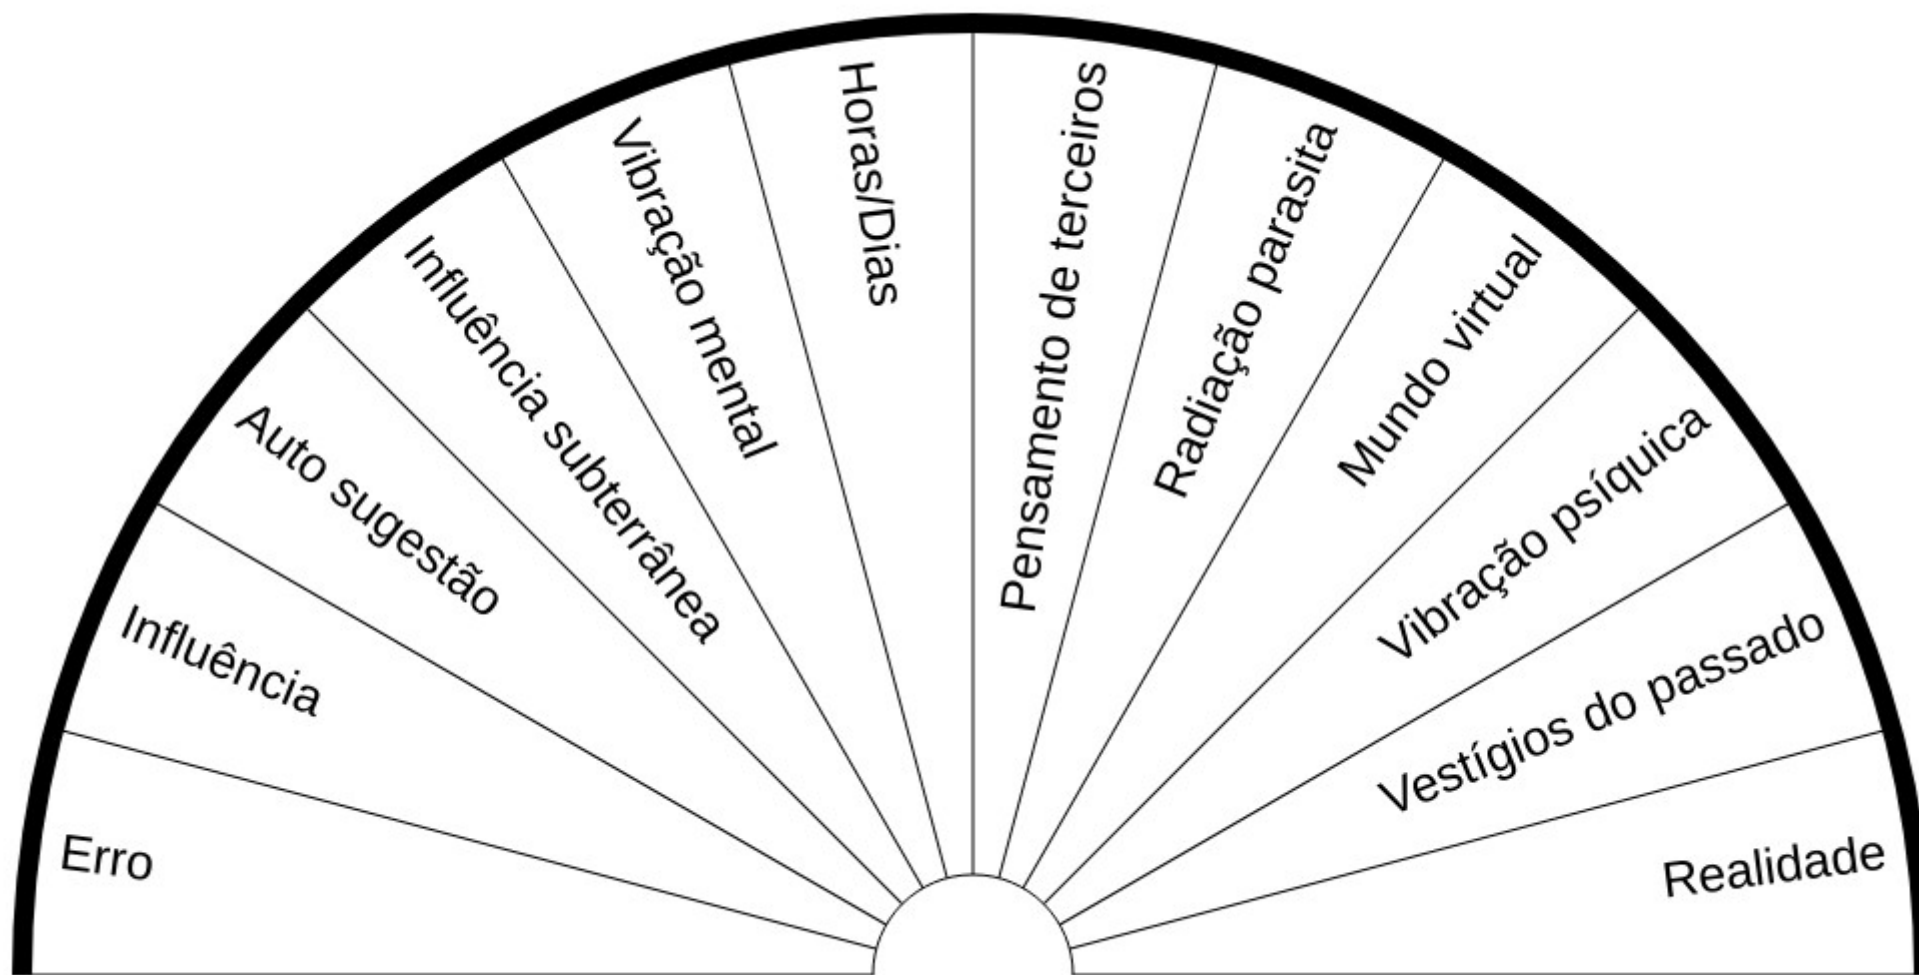 Erro
Influência
Auto sugestão
Influência subterrânea
Vibração mental
Horas/Dias
Pensamento de terceiros
Radiação parasita
Mundo virtual
Vibração psíquica
Vestígios do passado
Realidade